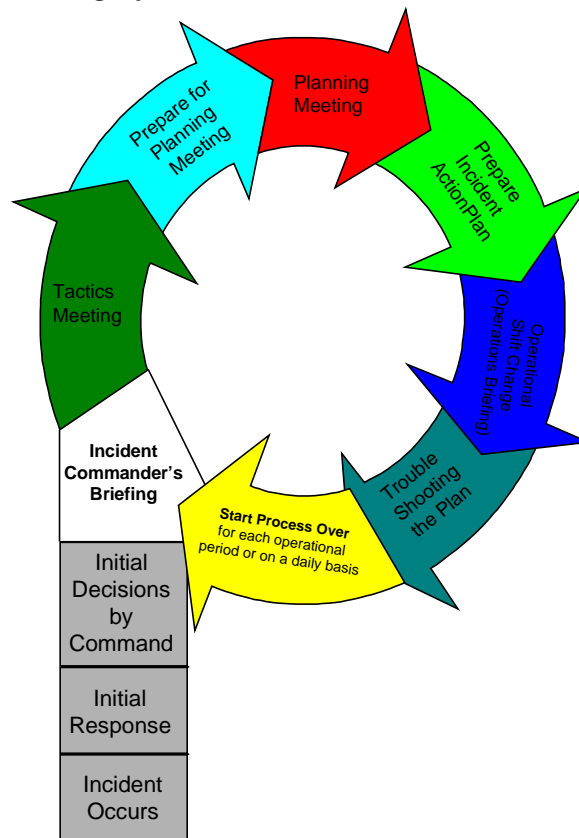 Planning
Meeting
Prepare for
Planning
Meeting
Prepare
Incident
ActionPlan
Tactics
Meeting
Operational
Shift Change
(Operations Briefing)
Trouble
Shooting
the Plan
Start Process Over
for each operational
period or on a daily basis
Incident
Commander's
Briefing
Initial
Decisions
by
Command
Initial
Response
Incident
Occurs